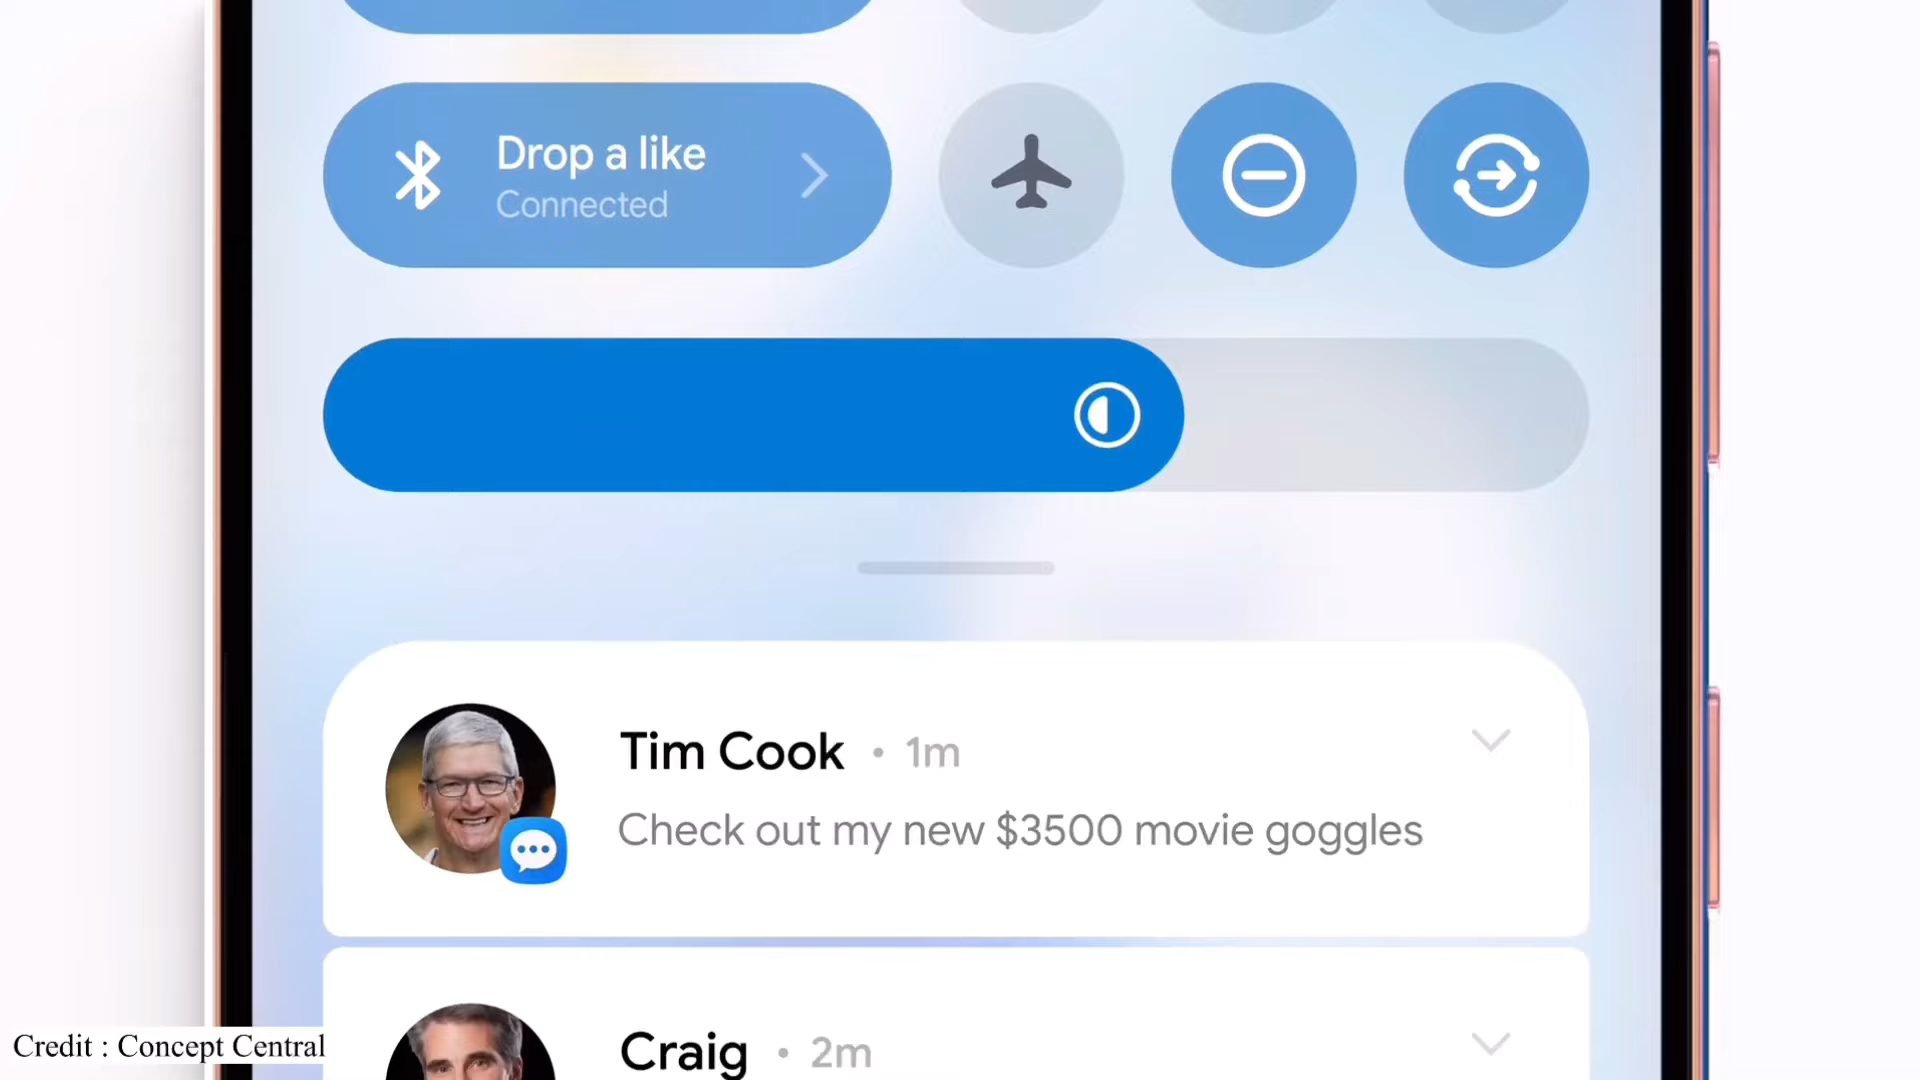 Drop a like
Connected
Tim Cook • 1m
Check out my new $3500 movie goggles
Craig • 2m
Credit : Concept Central